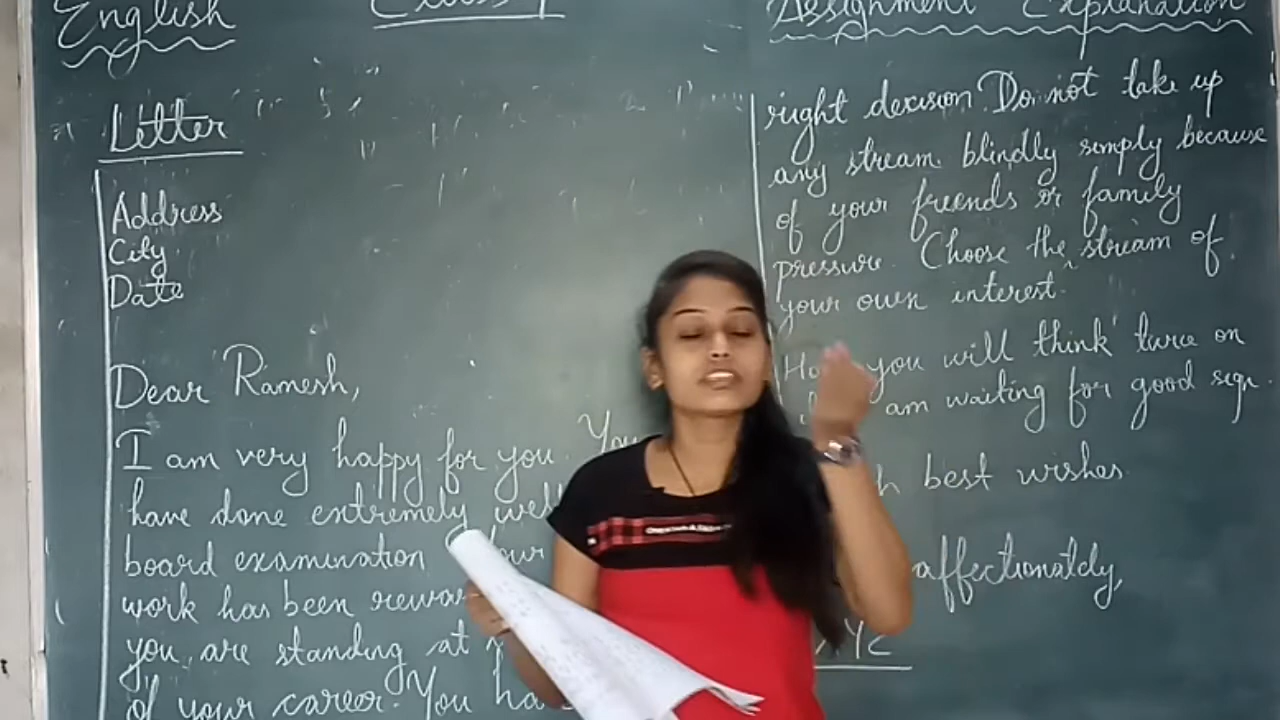 English
Class
Assignment Explanation
Letter
Address
City
Date
Dear Ramesh,
I am very happy for you. You
have done extremely well
board examination Your
work has been
you are standing at
of your career. You ha
right decision. Do not take up
any stream blindly simply because
of your friends or family
pressure. Choose the stream of
your own interest.
you will think twice on
am waiting for good sign.
best wishes
affectionately,
XYZ